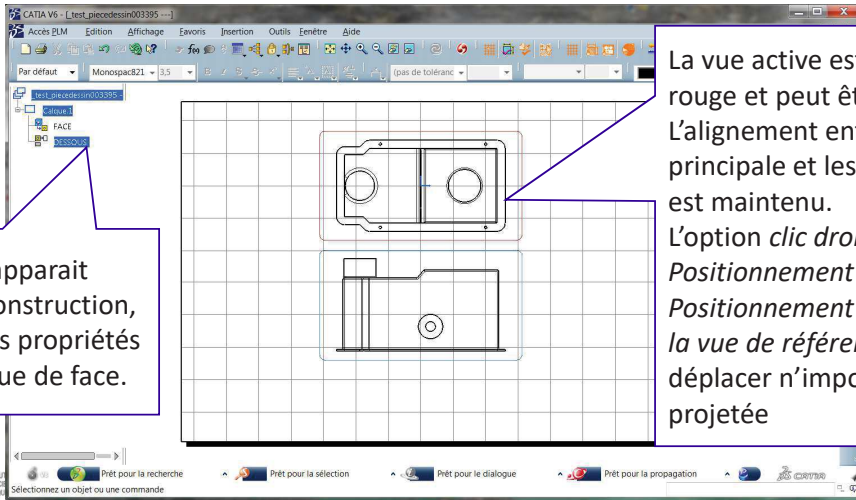 CATIA V6 - [_test_piecedessin003395 ---]
Accès PLM Edition Affichage Favoris Insertion Outils Fenêtre Aide
Par défaut Monospac821 3,5 (pas de toléranc
_test_piecedessin003395 -
Calque.1
FACE
DESSOUS
La vue active es
rouge et peut êt
L’alignement en
principale et les
est maintenu.
L’option clic droi
Positionnement
Positionnement
la vue de référe
déplacer n’impo
projetée
apparait
onstruction,
s propriétés
ue de face.
Prêt pour la recherche Prêt pour la sélection Prêt pour le dialogue Prêt pour la propagation CATIA
Sélectionnez un objet ou une commande